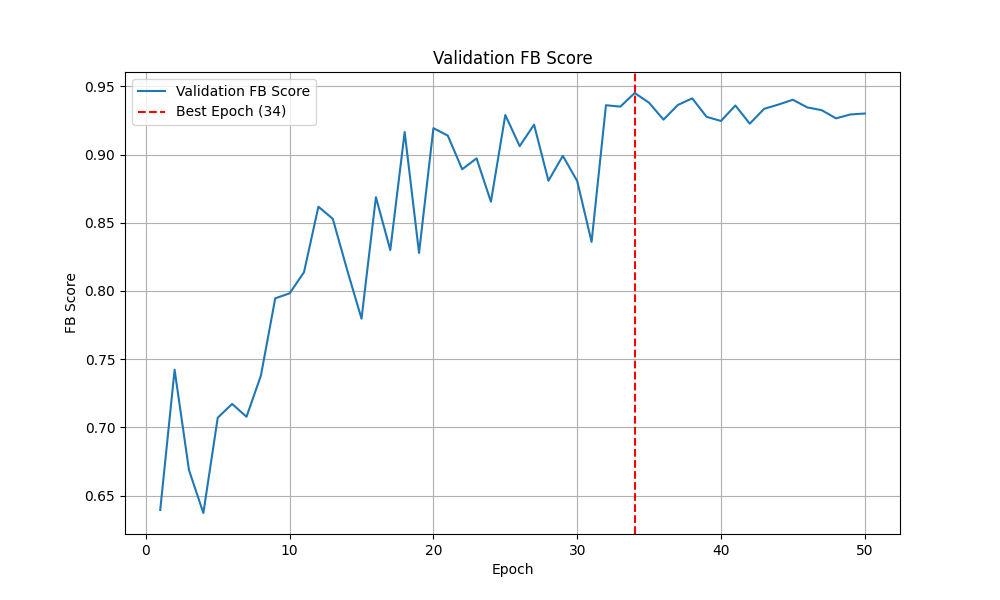 Validation FB Score
Validation FB Score
Best Epoch (34)
0.95
0.90
0.85
0.80
0.75
0.70
0.65
FB Score
0 10 20 30 40 50
Epoch